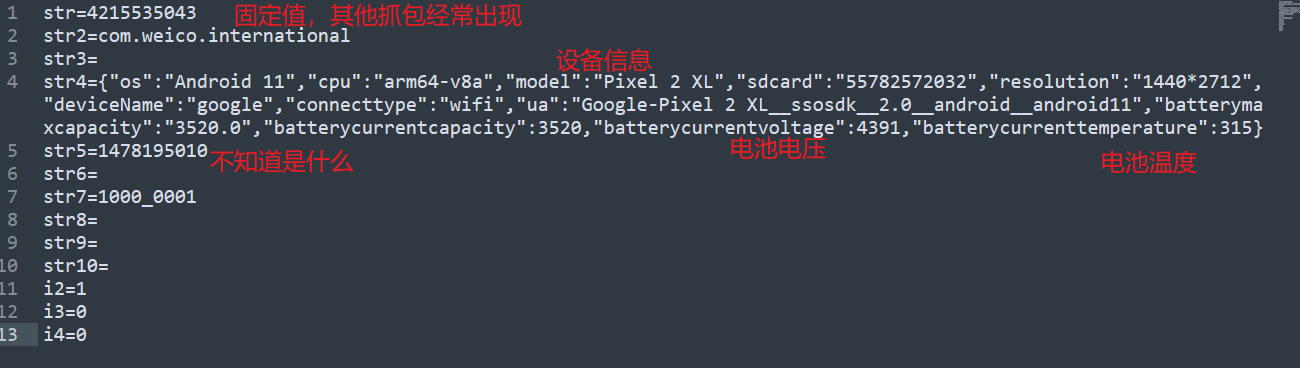 1 str=4215535043 固定值，其他抓包经常出现
2 str2=com.weico.international
3 str3= 设备信息
4 str4={"os":"Android 11","cpu":"arm64-v8a","model":"Pixel 2 XL","sdcard":"55782572032","resolution":"1440*2712",
"deviceName":"google","connecttype":"wifi","ua":"Google-Pixel 2 XL__ssosdk__2.0__android__android11","batteryma
xcapacity":"3520.0","batterycurrentcapacity":3520,"batterycurrentvoltage":4391,"batterycurrenttemperature":315}
5 str5=1478195010 不知道是什么 电池电压 电池温度
6 str6=
7 str7=1000_0001
8 str8=
9 str9=
10 str10=
11 i2=1
12 i3=0
13 i4=0